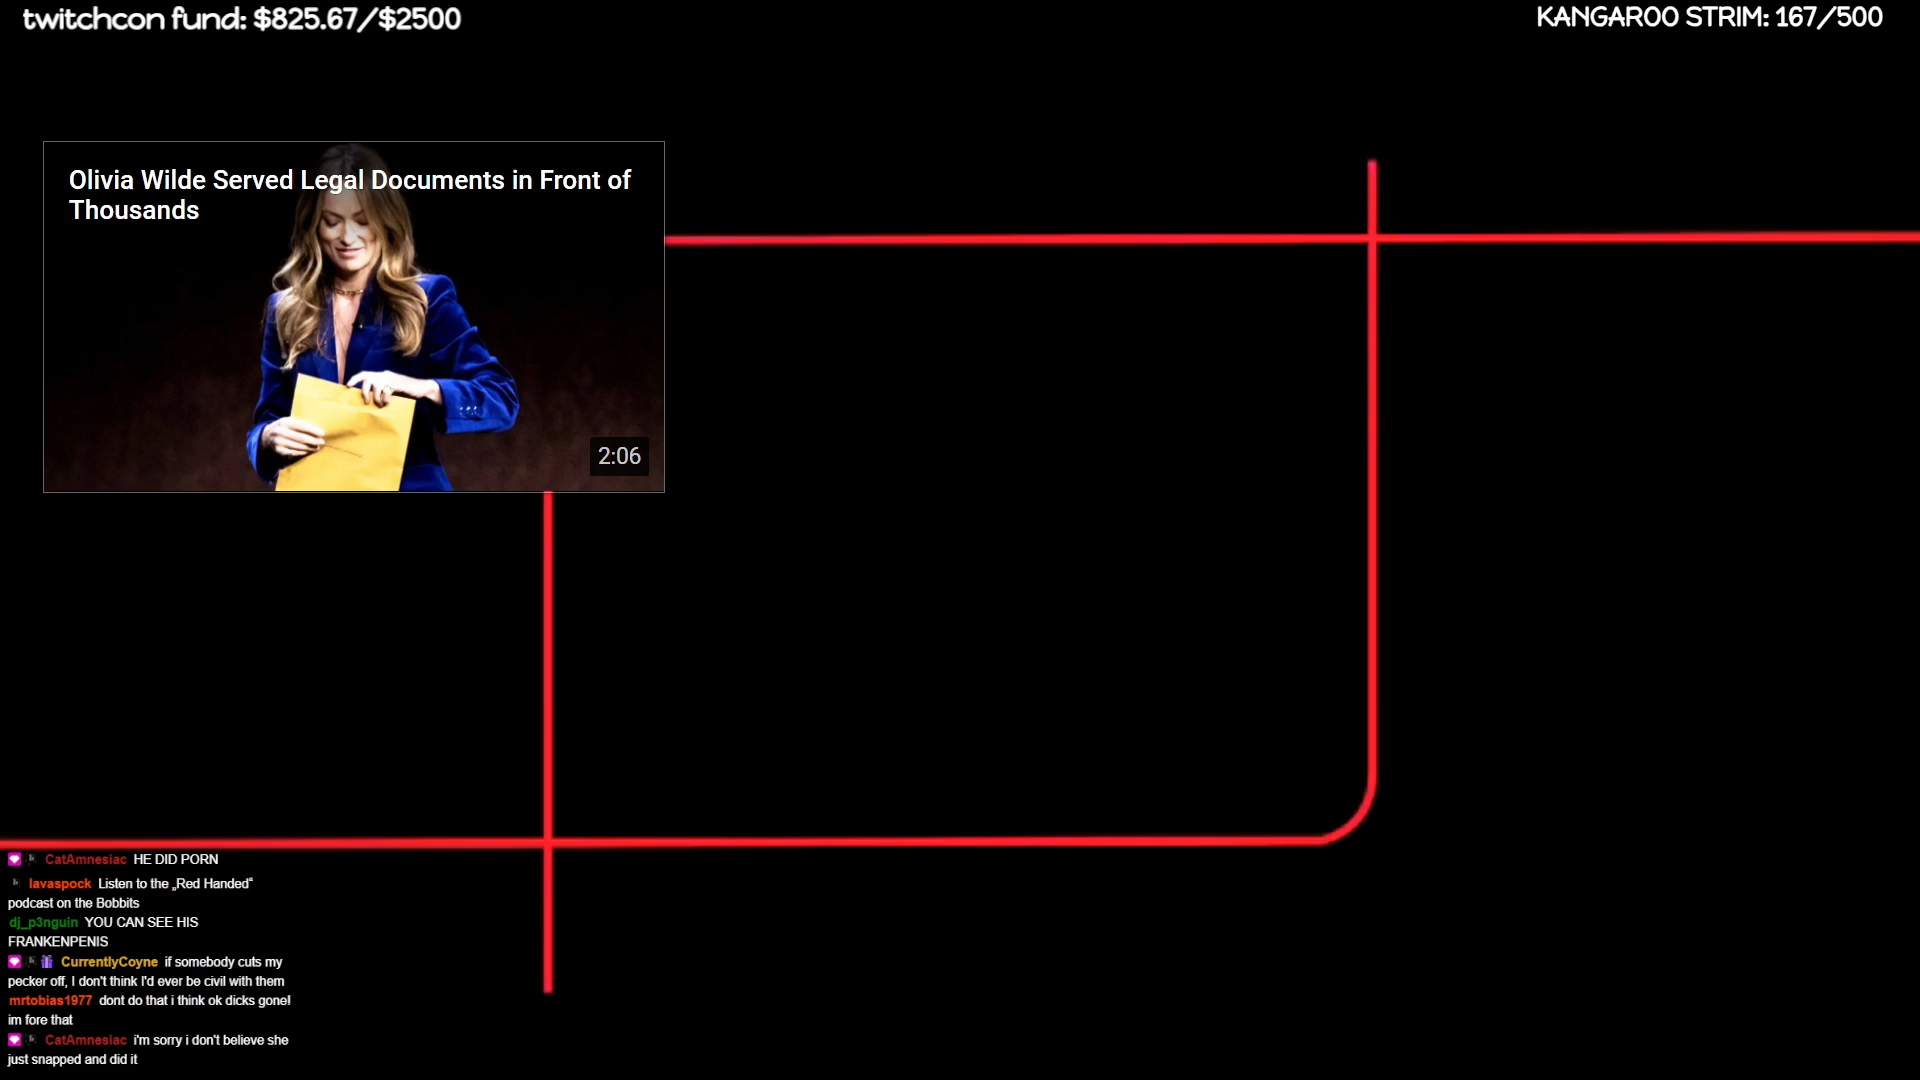 twitchcon fund: $825.67/$2500
KANGAROO STRIM: 167/500
Olivia Wilde Served Legal Documents in Front of
Thousands
2:06
CatAmnesiac HE DID PORN
lavaspock Listen to the „Red Handed“
podcast on the Bobbits
dj_p3nguin YOU CAN SEE HIS
FRANKENPENIS
CurrentlyCoyne if somebody cuts my
pecker off, I don't think I'd ever be civil with them
mrtobias1977 dont do that i think ok dicks gone!
im fore that
CatAmnesiac i'm sorry i don't believe she
just snapped and did it